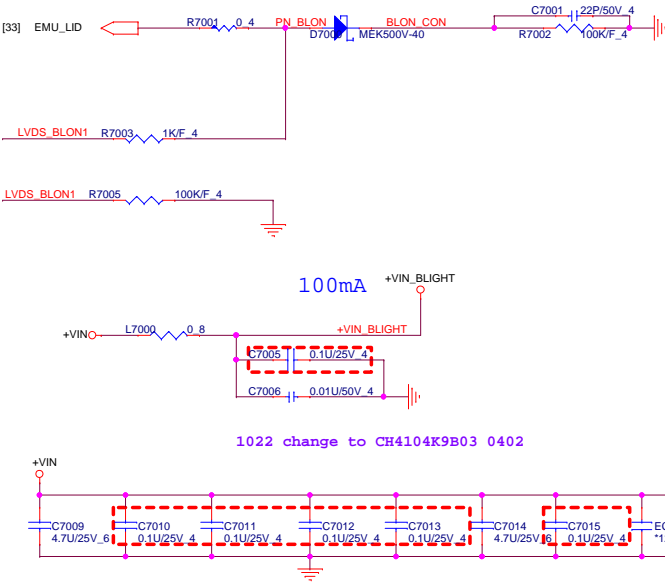 C7001 22P/50V_4
[33] EMU_LID R7001 0_4 PN_BLON BLON_CON
MEK500V-40 R7002 100K/F_4
LVDS_BLON1 R7003 1K/F_4
LVDS_BLON1 R7005 100K/F_4
100mA +VIN_BLIGHT
+VIN L7000 0_8 +VIN_BLIGHT
C7005 0.1U/25V_4
C7006 0.01U/50V_4
1022 change to CH4104K9B03 0402
+VIN
C7009 C7010 C7011 C7012 C7013 C7014 C7015
4.7U/25V_6 0.1U/25V_4 0.1U/25V_4 0.1U/25V_4 0.1U/25V_4 4.7U/25V_6 0.1U/25V_4